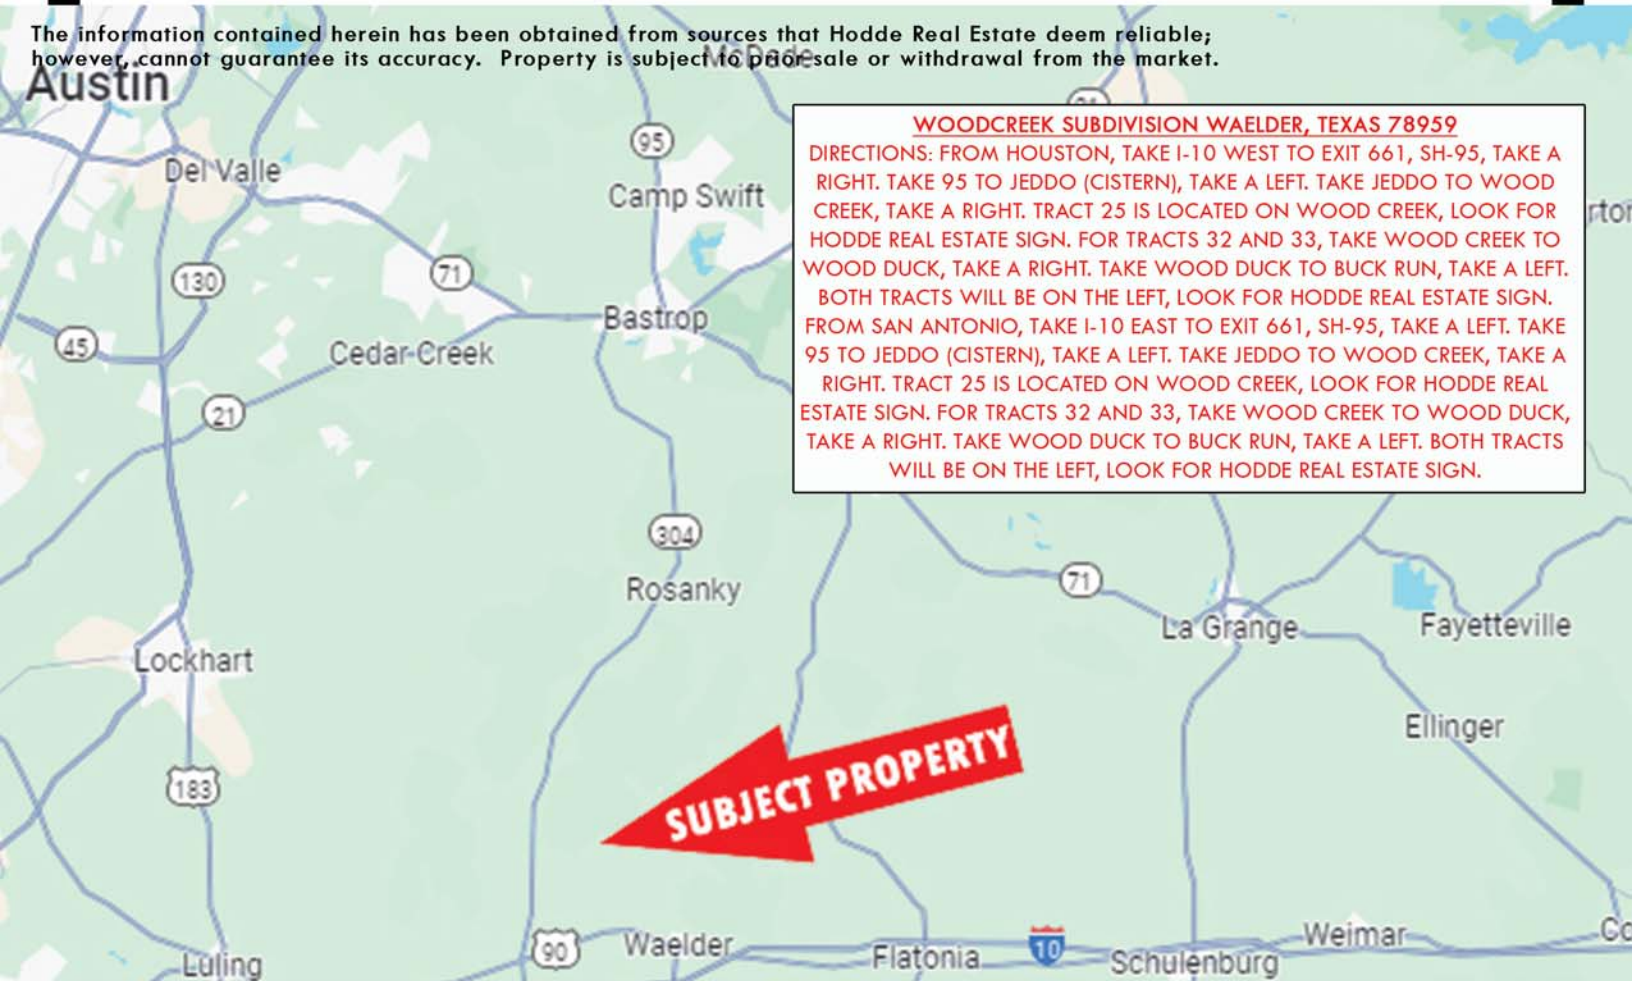 The information contained herein has been obtained from sources that Hodde Real Estate deem reliable;
however, cannot guarantee its accuracy. Property is subject to prior sale or withdrawal from the market.
McDade
Austin
WOODCREEK SUBDIVISION WAELDER, TEXAS 78959
DIRECTIONS: FROM HOUSTON, TAKE I-10 WEST TO EXIT 661, SH-95, TAKE A
RIGHT. TAKE 95 TO JEDDO (CISTERN), TAKE A LEFT. TAKE JEDDO TO WOOD
CREEK, TAKE A RIGHT. TRACT 25 IS LOCATED ON WOOD CREEK, LOOK FOR
HODDE REAL ESTATE SIGN. FOR TRACTS 32 AND 33, TAKE WOOD CREEK TO
WOOD DUCK, TAKE A RIGHT. TAKE WOOD DUCK TO BUCK RUN, TAKE A LEFT.
BOTH TRACTS WILL BE ON THE LEFT, LOOK FOR HODDE REAL ESTATE SIGN.
FROM SAN ANTONIO, TAKE I-10 EAST TO EXIT 661, SH-95, TAKE A LEFT. TAKE
95 TO JEDDO (CISTERN), TAKE A LEFT. TAKE JEDDO TO WOOD CREEK, TAKE A
RIGHT. TRACT 25 IS LOCATED ON WOOD CREEK, LOOK FOR HODDE REAL
ESTATE SIGN. FOR TRACTS 32 AND 33, TAKE WOOD CREEK TO WOOD DUCK,
TAKE A RIGHT. TAKE WOOD DUCK TO BUCK RUN, TAKE A LEFT. BOTH TRACTS
WILL BE ON THE LEFT, LOOK FOR HODDE REAL ESTATE SIGN.
95
Del Valle
Camp Swift
130
71
Bastrop
45
Cedar Creek
21
304
Rosanky
71
La Grange
Fayetteville
Lockhart
Ellinger
SUBJECT PROPERTY
183
90
Waelder
Flatonia
10
Weimar
Schulenburg
Luling